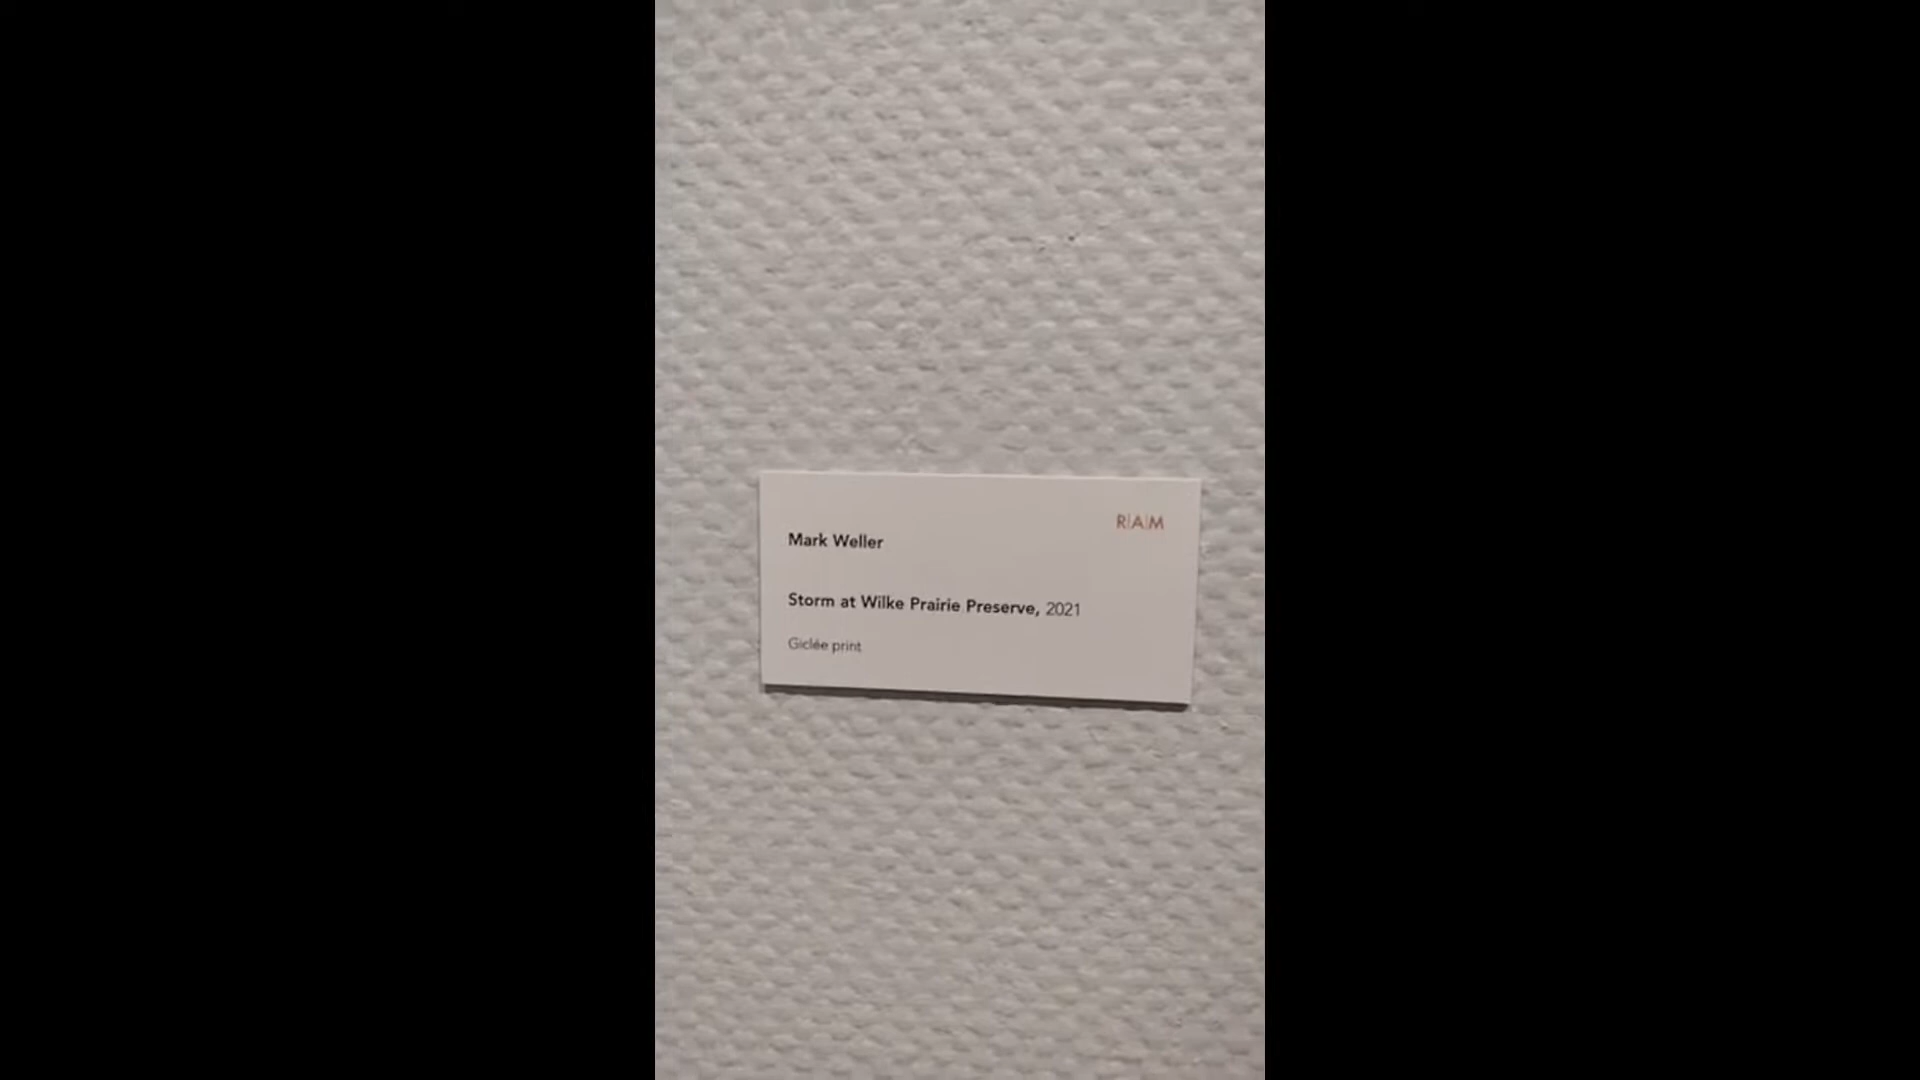 R|A|M
Mark Weller
Storm at Wilke Prairie Preserve, 2021
Giclée print